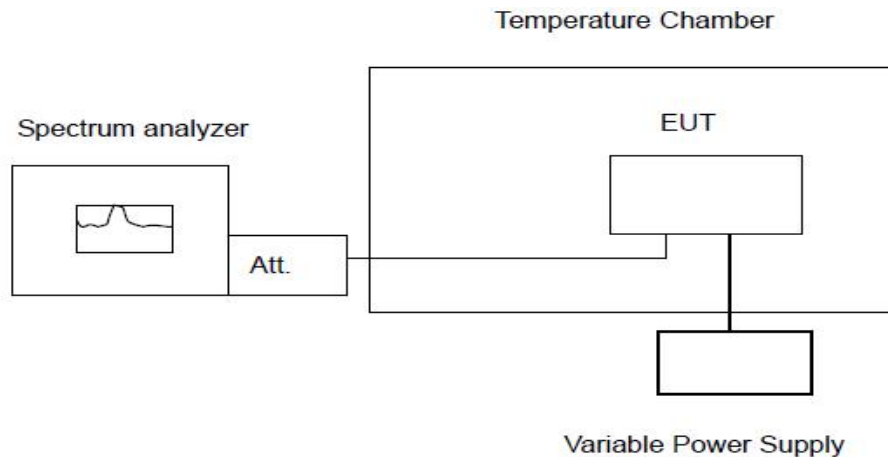 Temperature Chamber
Spectrum analyzer
EUT
Att.
Variable Power Supply